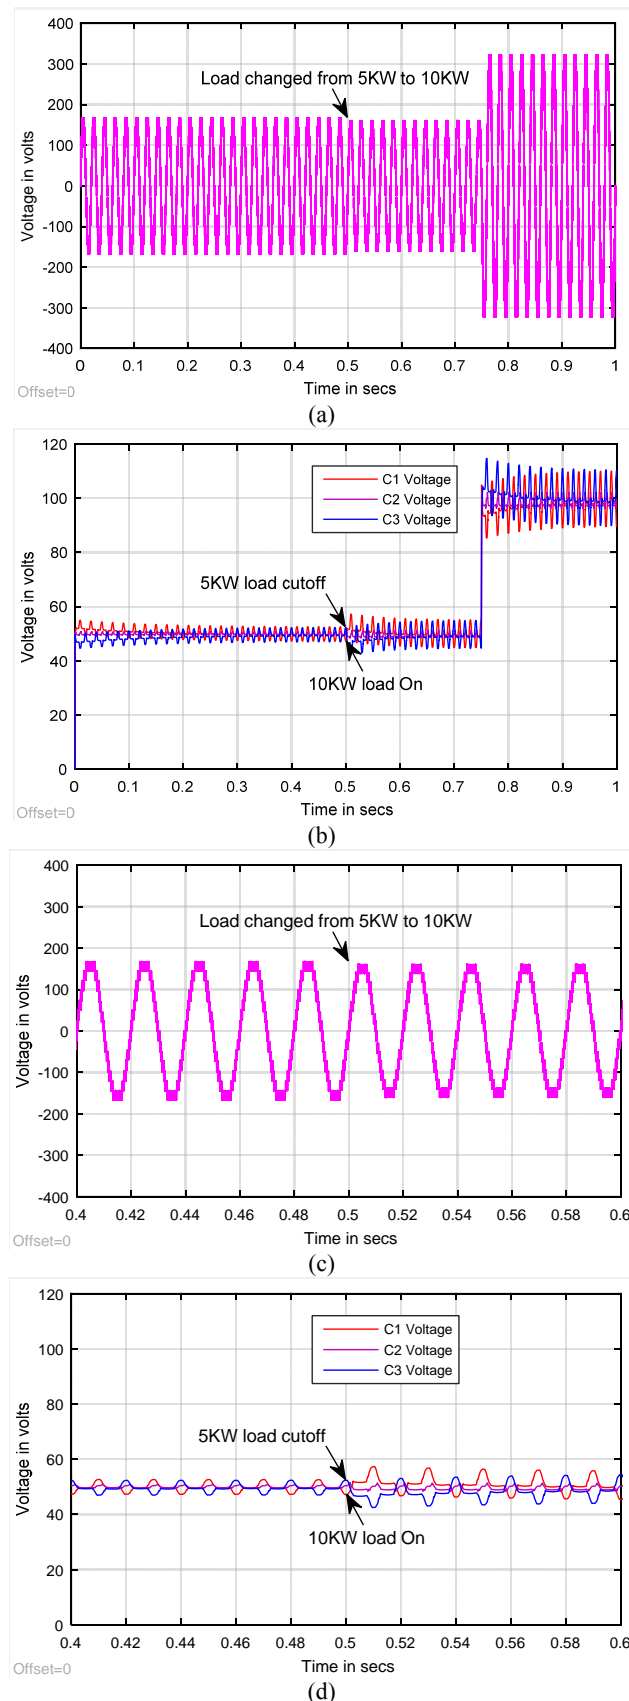 400
300
200
100
0
-100
-200
-300
-400
Voltage in volts
Load changed from 5KW to 10KW
0 0.1 0.2 0.3 0.4 0.5 0.6 0.7 0.8 0.9 1
Time in secs
Offset=0
(a)
120
100
80
60
40
20
0
Voltage in volts
C1 Voltage
C2 Voltage
C3 Voltage
5KW load cutoff
10KW load On
0 0.1 0.2 0.3 0.4 0.5 0.6 0.7 0.8 0.9 1
Time in secs
Offset=0
(b)
400
300
200
100
0
-100
-200
-300
-400
Voltage in volts
Load changed from 5KW to 10KW
0.4 0.42 0.44 0.46 0.48 0.5 0.52 0.54 0.56 0.58 0.6
Time in secs
Offset=0
(c)
120
100
80
60
40
20
0
Voltage in volts
C1 Voltage
C2 Voltage
C3 Voltage
5KW load cutoff
10KW load On
0.4 0.42 0.44 0.46 0.48 0.5 0.52 0.54 0.56 0.58 0.6
Time in secs
Offset=0
(d)